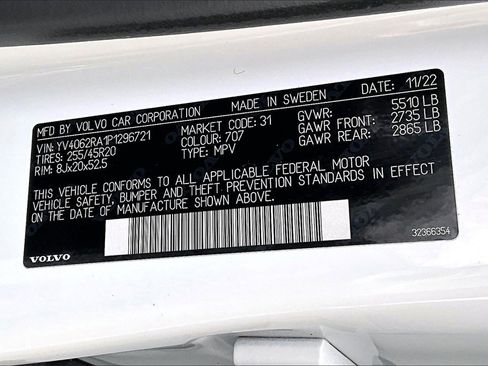 MFD. BY VOLVO CAR CORPORATION MADE IN SWEDEN DATE: 11/22
VIN: YV4062RA1P1296721 MARKET CODE: 31 GVWR: 5510 LB
TIRES: 255/45R20 COLOUR: 707 GAWR FRONT: 2735 LB
RIM: 8Jx20x52.5 TYPE: MPV GAWR REAR: 2865 LB
THIS VEHICLE CONFORMS TO ALL APPLICABLE FEDERAL MOTOR
VEHICLE SAFETY, BUMPER AND THEFT PREVENTION STANDARDS IN EFFECT
ON THE DATE OF MANUFACTURE SHOWN ABOVE.
VOLVO
32366354